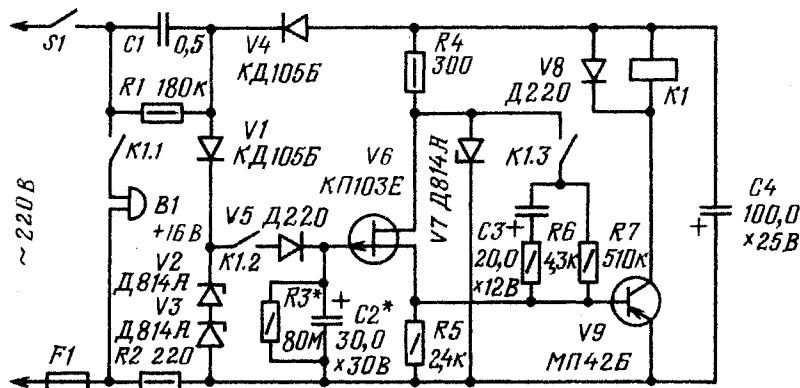 S1
C1
0,5
V4
КД105Б
R4
300
V8
Д220
K1
R1 180к
K1.1
V1
КД105Б
V6
КП103Е
V7 Д814А
K1.3
C4
100,0
×25В
+
~220В
В1
+16В
V5
Д220
K1.2
C3
+
20,0
×12В
R6
4,3к
R7
510к
V2
Д814А
V3
Д814А
R3*
80М
+
C2*
30,0
×30В
R5
2,4к
V9
МП42Б
F1
R2 220